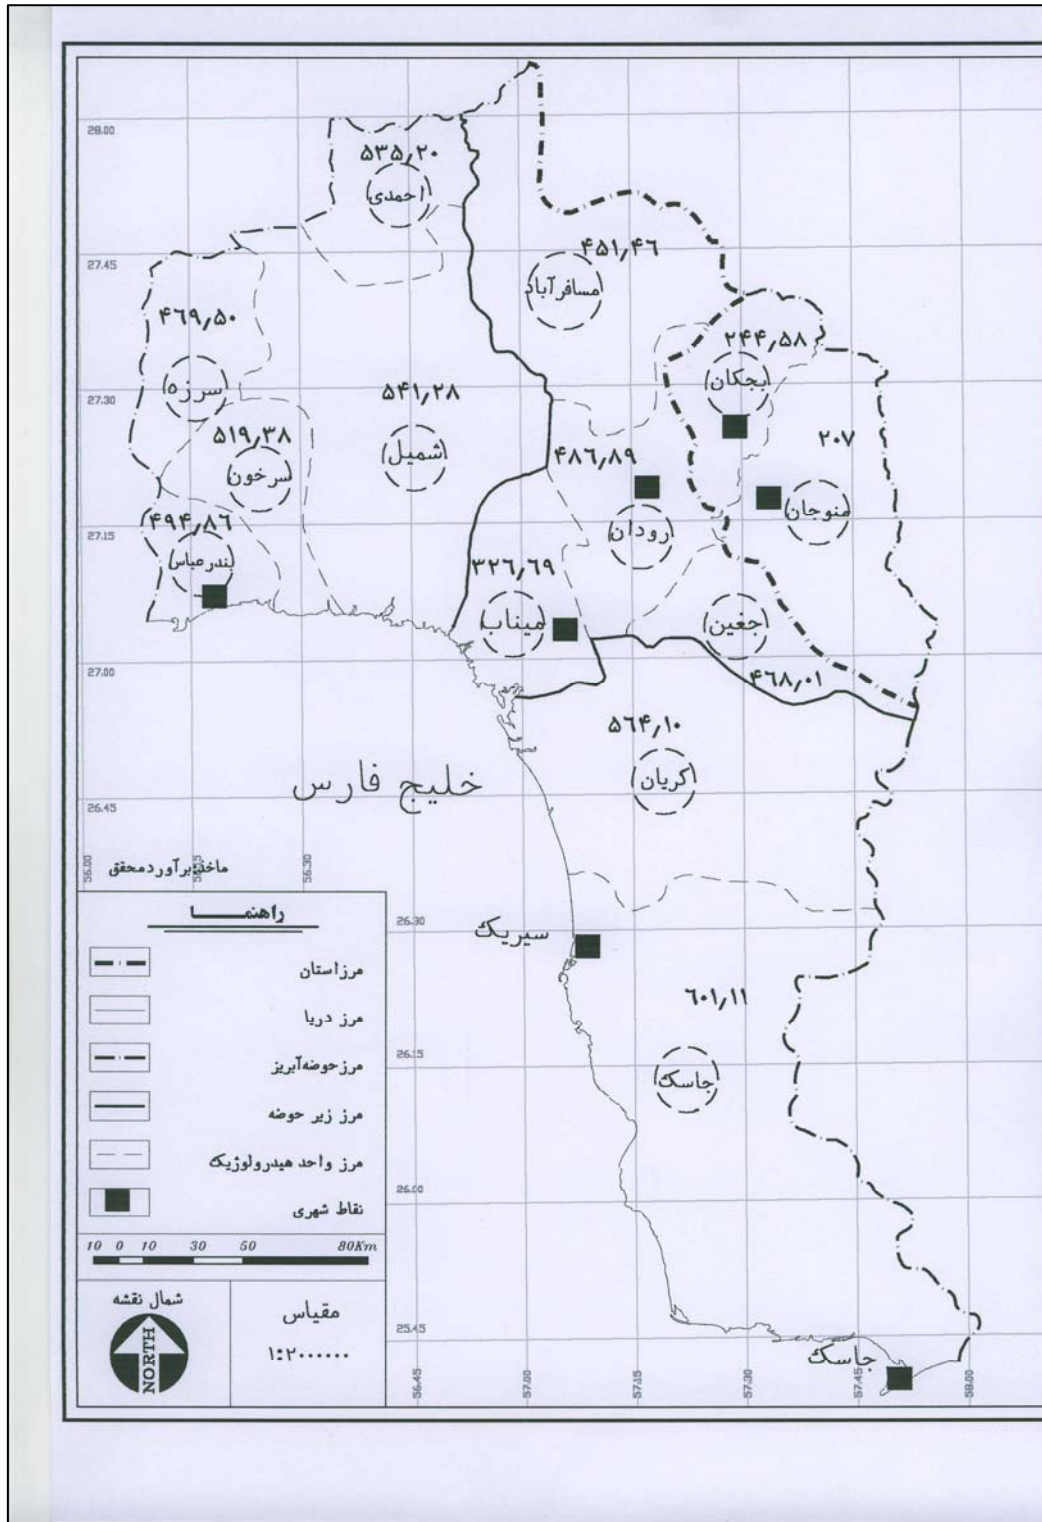 28.00
۵۳۵٫۲۰
احمدی
27.45
۴۵۱٫۴۶
مسافرآباد
۴۶۹٫۵۰
سرزه
۲۴۴٫۵۸
بجکان
27.30
۵۴۱٫۲۸
شمیل
۵۱۹٫۳۸
سرخون
۲۰۷
منوجان
۴۸۶٫۸۹
رودان
27.15
۴۹۴٫۸۶
بندرعباس
۳۲۶٫۶۹
میناب
جغین
۴۶۸٫۰۱
27.00
۵۶۴٫۱۰
کریان
خلیج فارس
26.45
56.00
56.15
56.30
ماخذ:برآوردمحقق
26.30
سیریک
۶۰۱٫۱۱
جاسک
26.15
26.00
25.45
جاسک
56.45
57.00
57.15
57.30
57.45
58.00
راهنمــــا
مرزاستان
مرز دریا
مرزحوضه‌آبریز
مرز زیر حوضه
مرز واحد هیدرولوژیک
نقاط شهری
10 0 10 30 50 80Km
شمال نقشه
NORTH
مقیاس
۱:۲۰۰۰۰۰۰